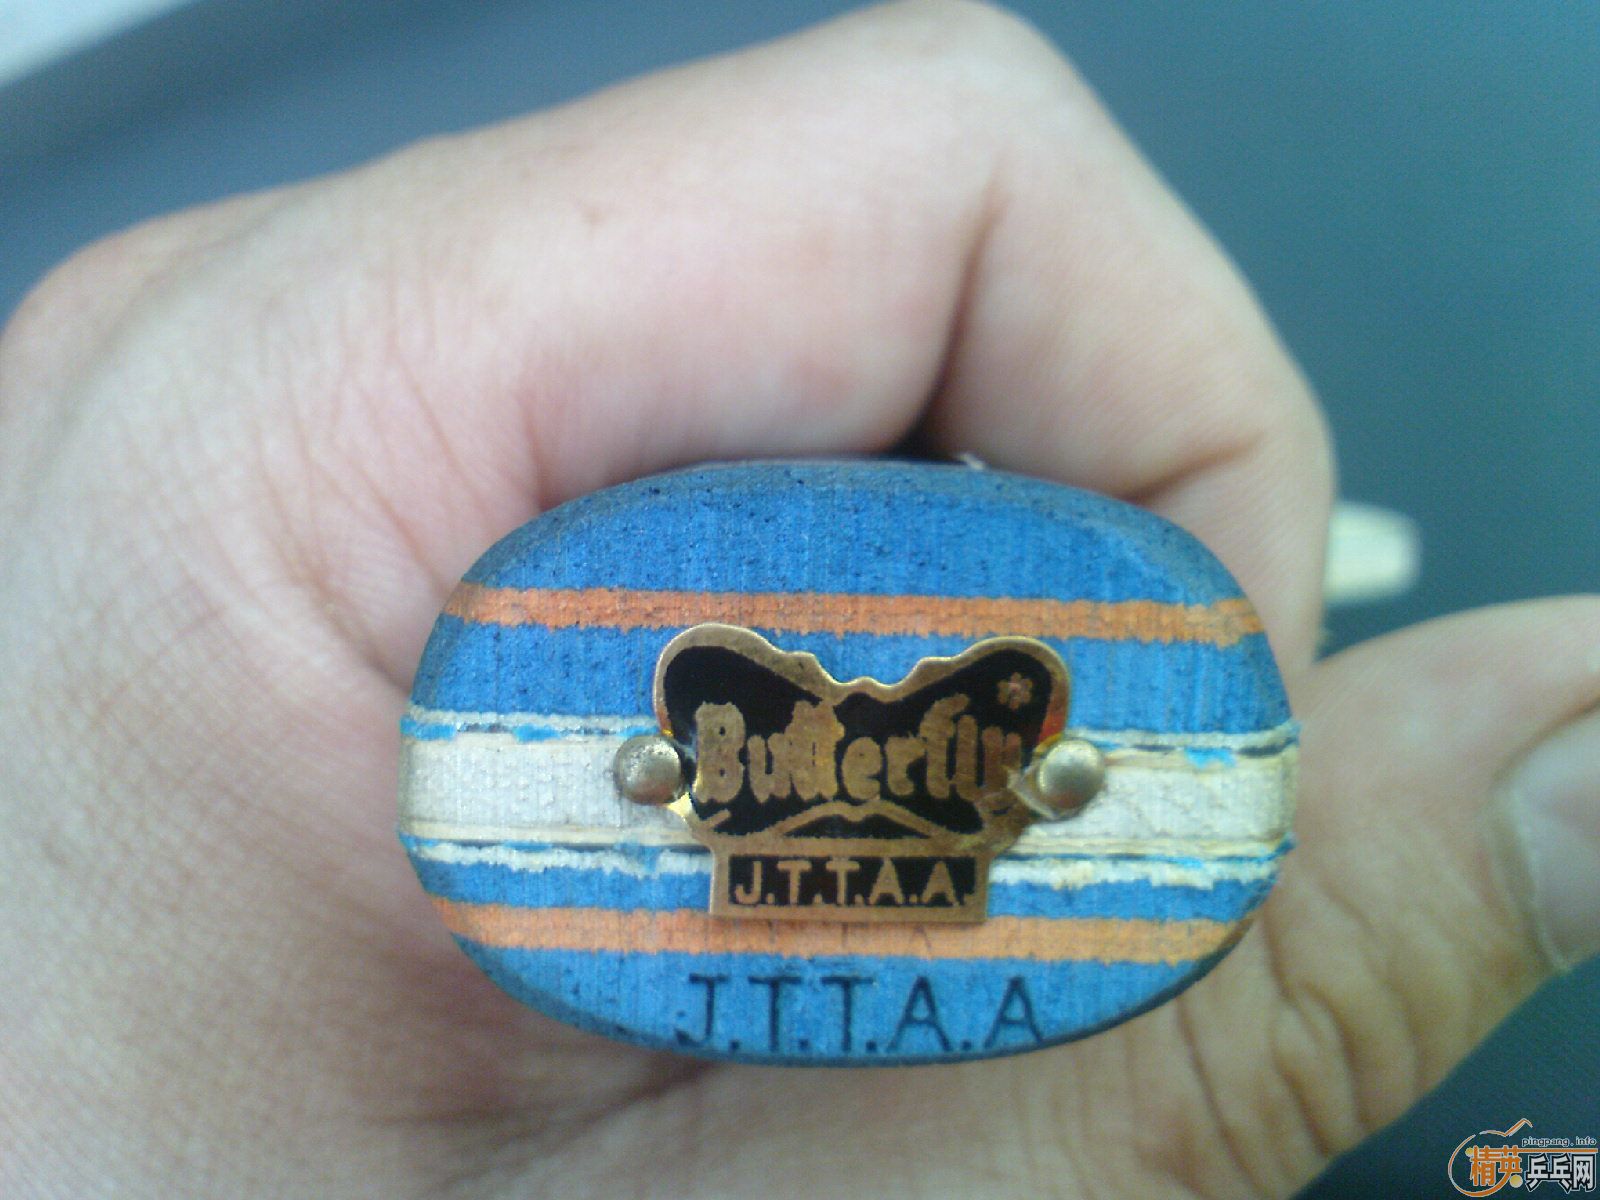 Butterfly
J.T.T.A.A
J.T.T.A.A
pingpang.info
精英乒乓网